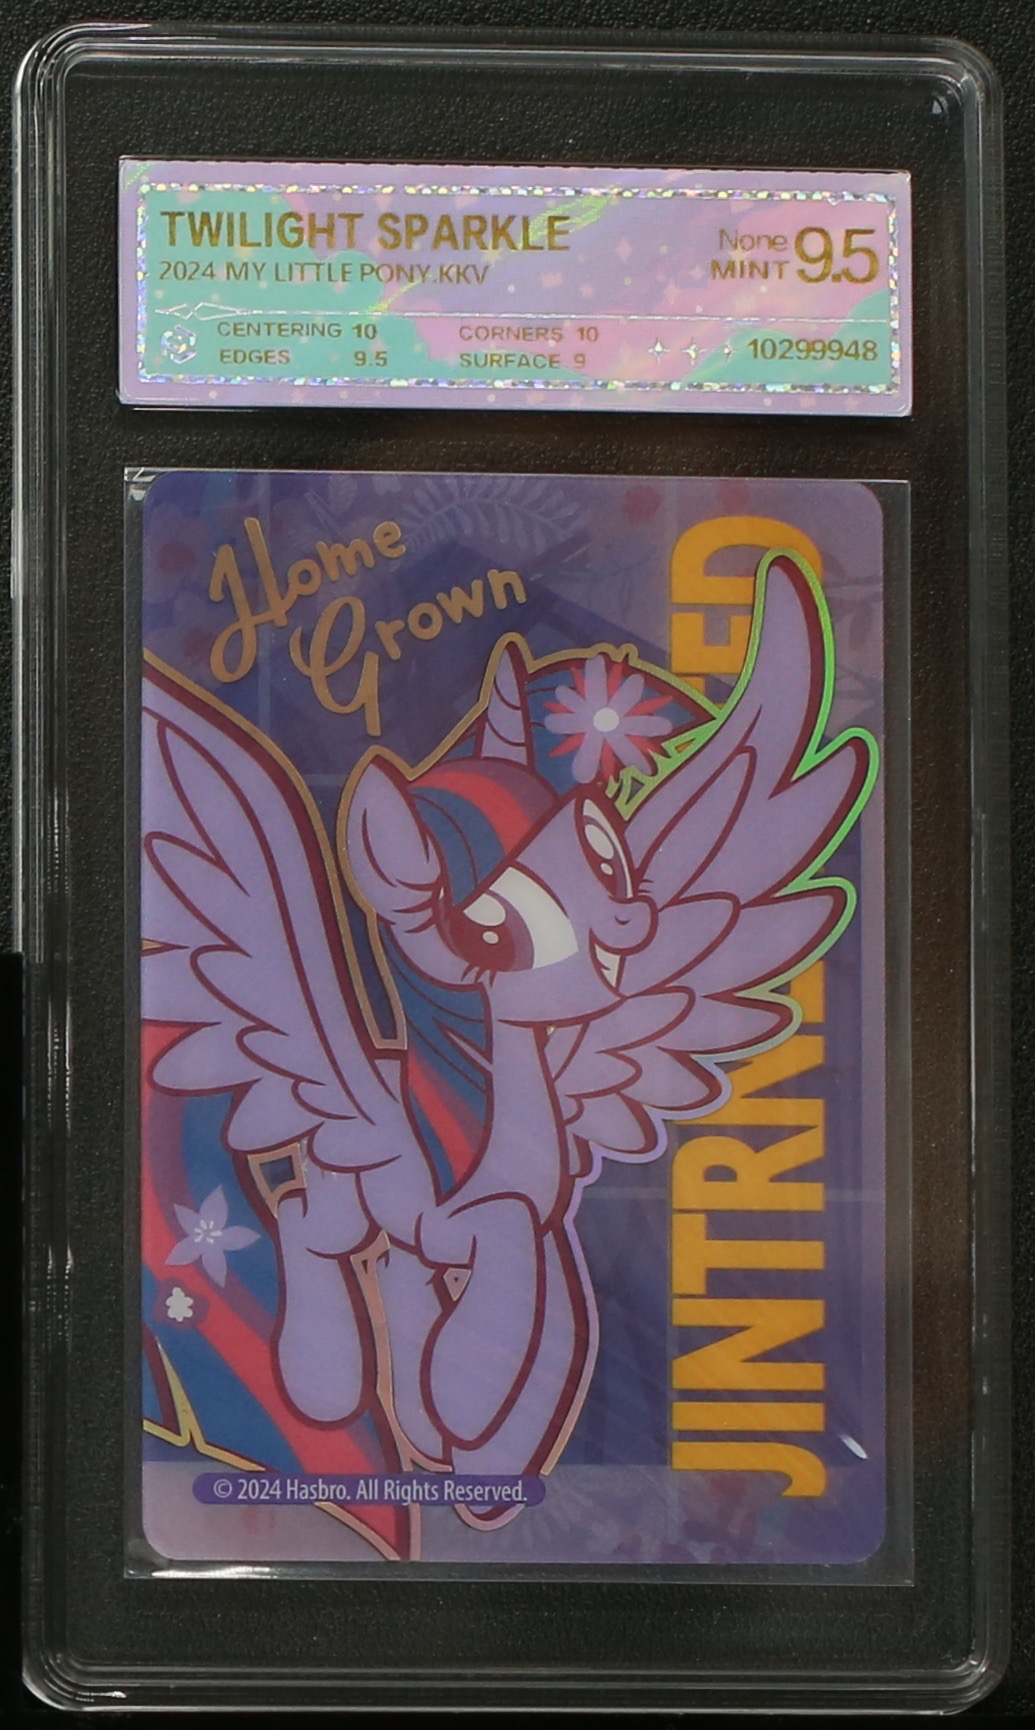 TWILIGHT SPARKLE
2024 MY LITTLE PONY.KKV
None
MINT 9.5
CENTERING 10
CORNERS 10
EDGES 9.5
SURFACE 9
10299948
Home
Grown
© 2024 Hasbro. All Rights Reserved.